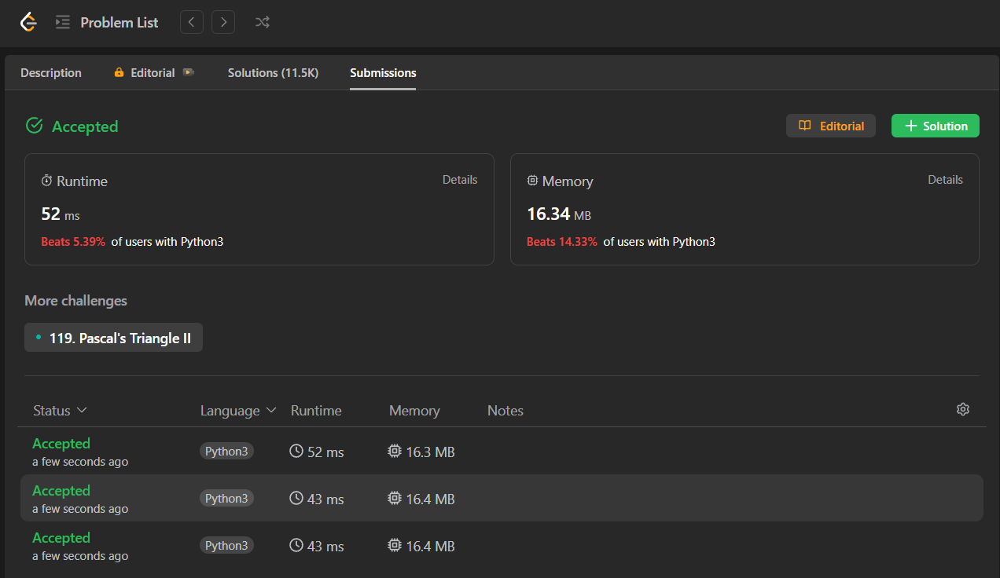 Problem List
Description Editorial Solutions (11.5K) Submissions
Accepted Editorial + Solution
Runtime Details
52 ms
Beats 5.39% of users with Python3
Memory Details
16.34 MB
Beats 14.33% of users with Python3
More challenges
119. Pascal's Triangle II
Status Language Runtime Memory Notes
Accepted Python3 52 ms 16.3 MB
a few seconds ago
Accepted Python3 43 ms 16.4 MB
a few seconds ago
Accepted Python3 43 ms 16.4 MB
a few seconds ago